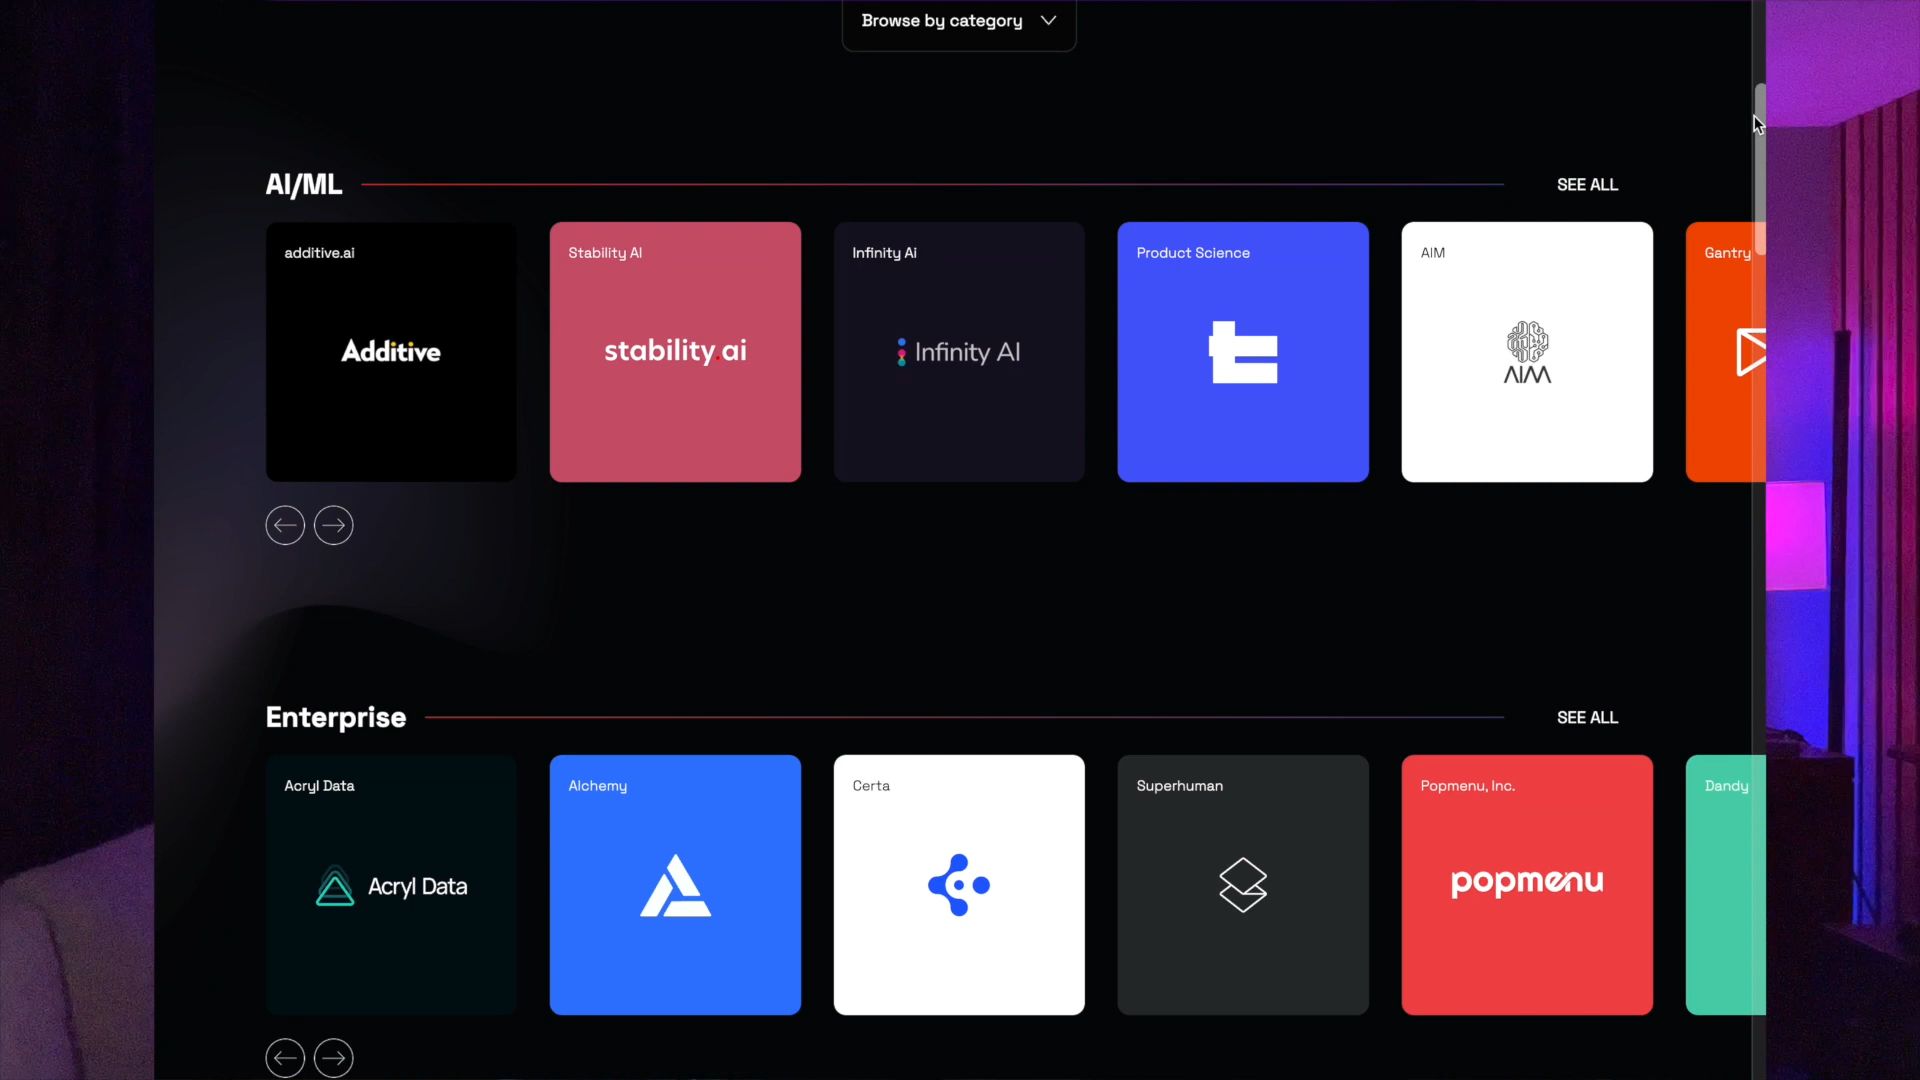 Browse by category
AI/ML
SEE ALL
additive.ai
Stability AI
Infinity Ai
Product Science
AIM
Gantry
Additive
stability.ai
Infinity AI
AIM
Enterprise
SEE ALL
Acryl Data
Alchemy
Certa
Superhuman
Popmenu, Inc.
Dandy
Acryl Data
popmenu